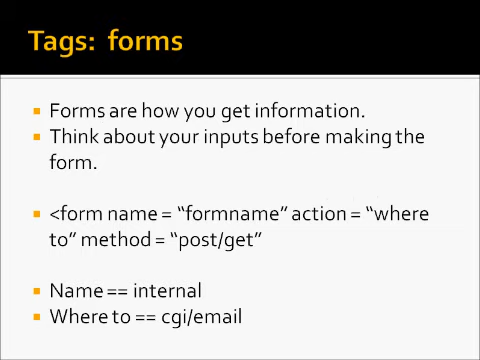 Tags: forms
Forms are how you get information.
Think about your inputs before making the
form.
<form name = “formname” action = “where
to” method = “post/get”
Name == internal
Where to == cgi/email